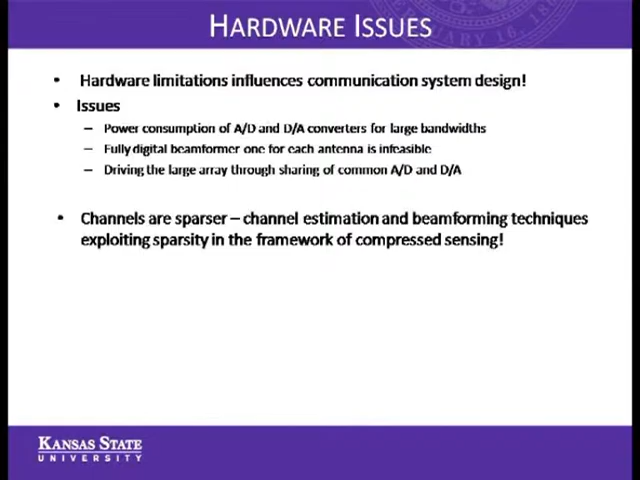 HARDWARE ISSUES
• Hardware limitations influences communication system design!
• Issues
– Power consumption of A/D and D/A converters for large bandwidths
– Fully digital beamformer one for each antenna is infeasible
– Driving the large array through sharing of common A/D and D/A
• Channels are sparser – channel estimation and beamforming techniques
exploiting sparsity in the framework of compressed sensing!
KANSAS STATE
UNIVERSITY